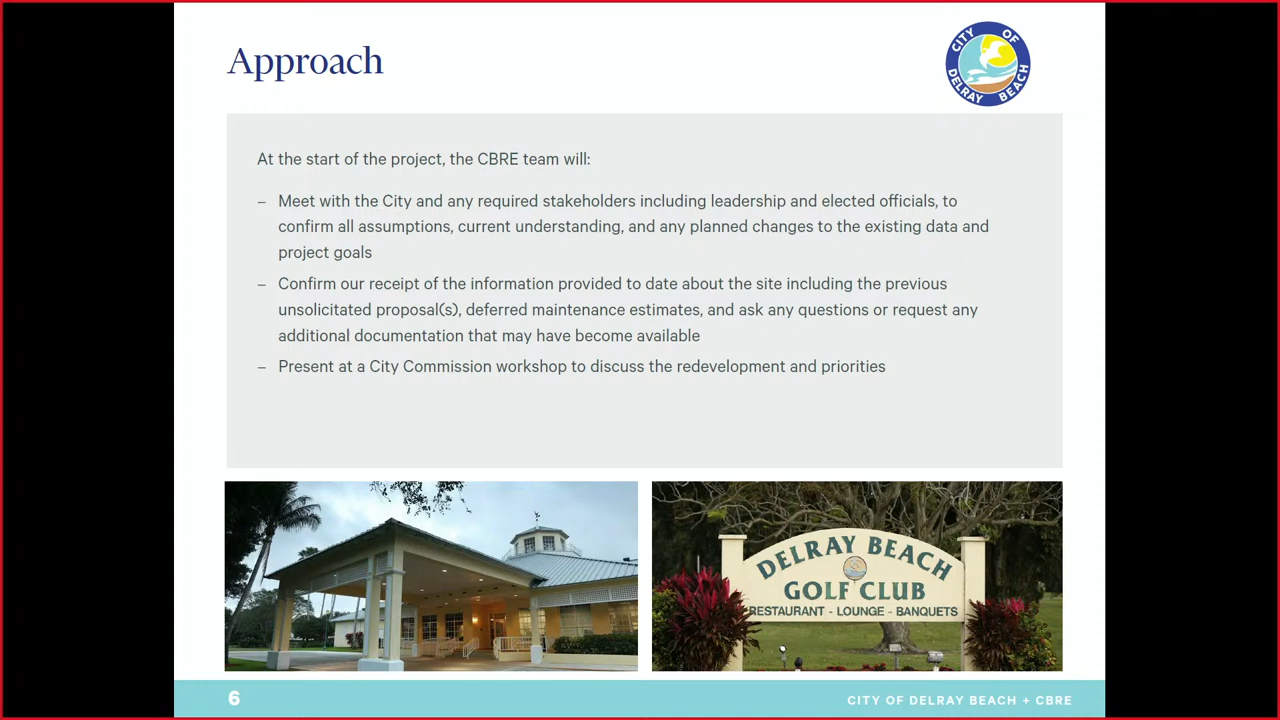 Approach
CITY OF
DELRAY BEACH
At the start of the project, the CBRE team will:
– Meet with the City and any required stakeholders including leadership and elected officials, to
confirm all assumptions, current understanding, and any planned changes to the existing data and
project goals
– Confirm our receipt of the information provided to date about the site including the previous
unsolicitated proposal(s), deferred maintenance estimates, and ask any questions or request any
additional documentation that may have become available
– Present at a City Commission workshop to discuss the redevelopment and priorities
DELRAY BEACH
GOLF CLUB
RESTAURANT - LOUNGE - BANQUETS
6
CITY OF DELRAY BEACH + CBRE